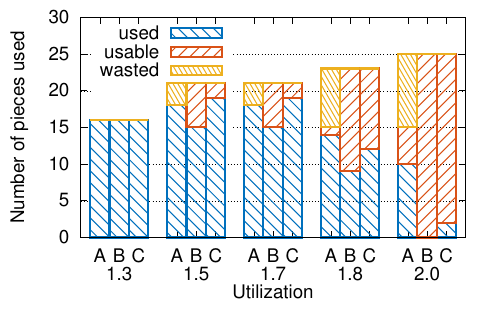 Number of pieces used
30
25
20
15
10
5
0
used
usable
wasted
A B C A B C A B C A B C A B C
1.3 1.5 1.7 1.8 2.0
Utilization